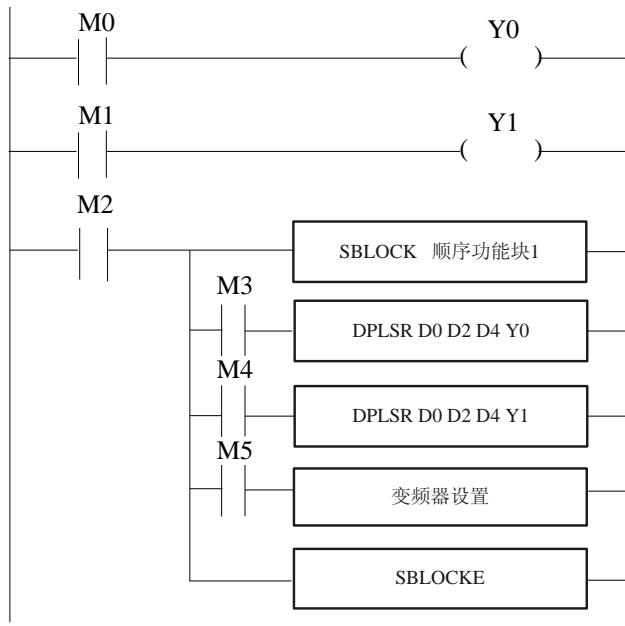 M0
Y0
( )
M1
Y1
( )
M2
SBLOCK 顺序功能块1
M3
DPLSR D0 D2 D4 Y0
M4
DPLSR D0 D2 D4 Y1
M5
变频器设置
SBLOCKE